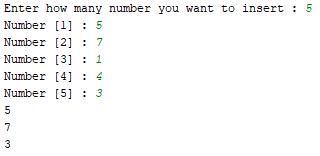 Enter how many number you want to insert : 5
Number [1] : 5
Number [2] : 7
Number [3] : 1
Number [4] : 4
Number [5] : 3
5
7
3